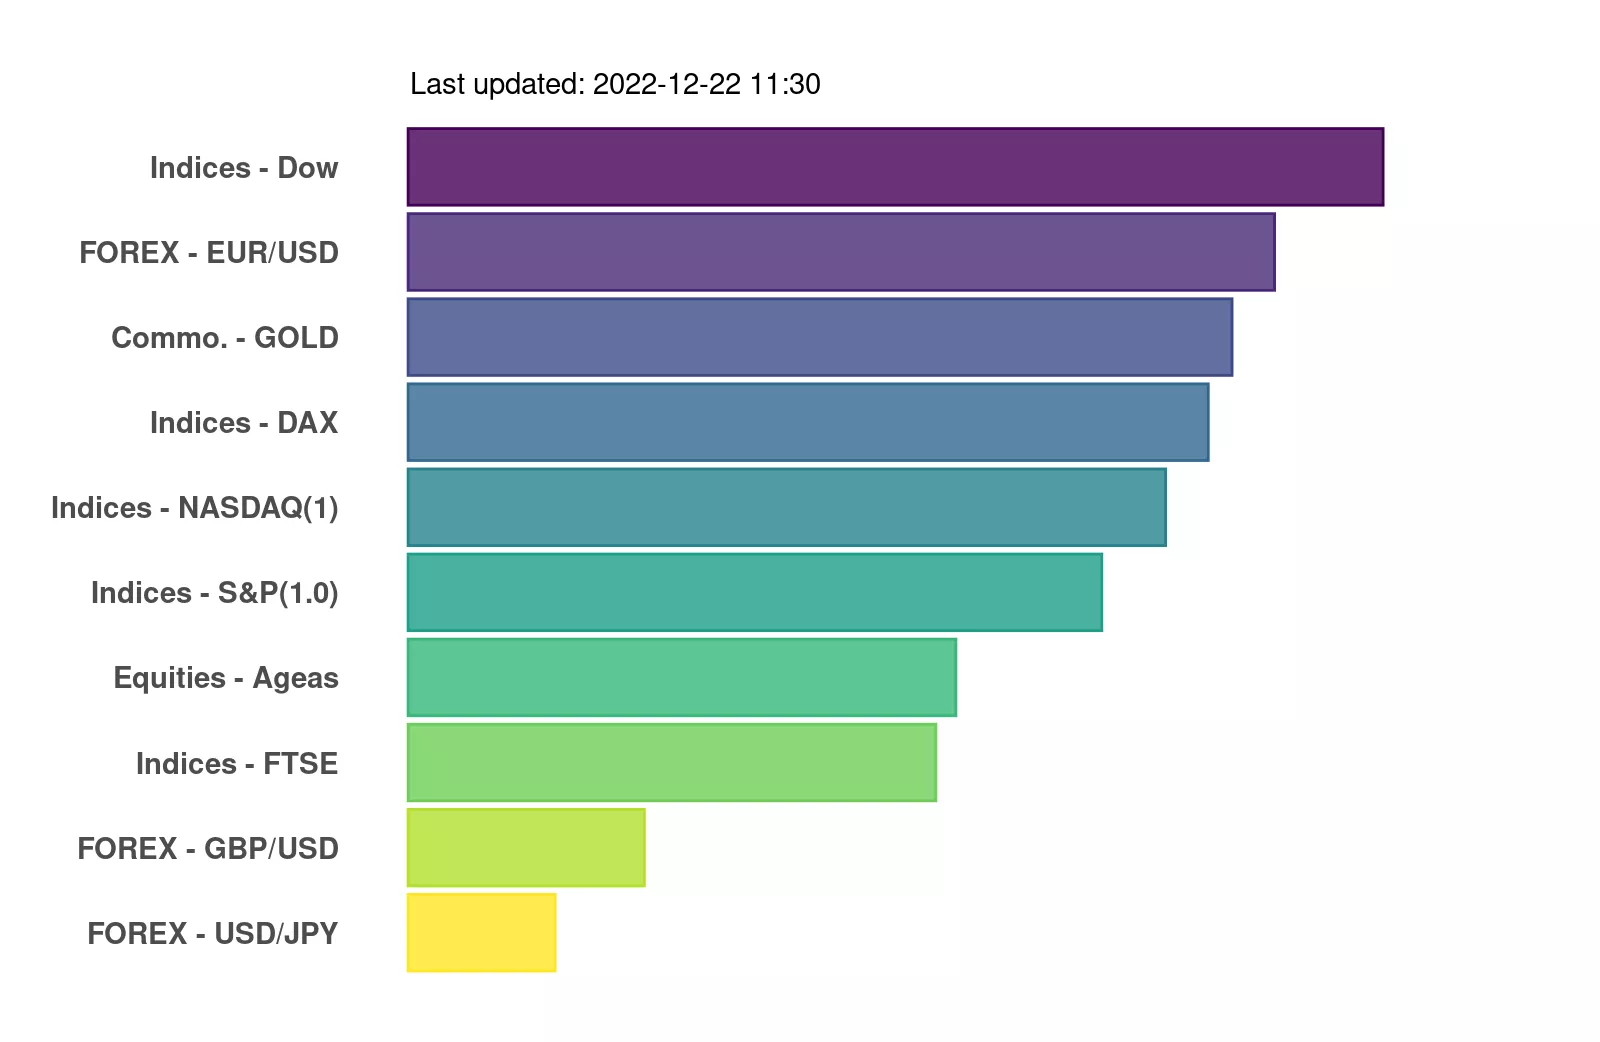 Last updated: 2022-12-22 11:30
Indices - Dow
FOREX - EUR/USD
Commo. - GOLD
Indices - DAX
Indices - NASDAQ(1)
Indices - S&P(1.0)
Equities - Ageas
Indices - FTSE
FOREX - GBP/USD
FOREX - USD/JPY